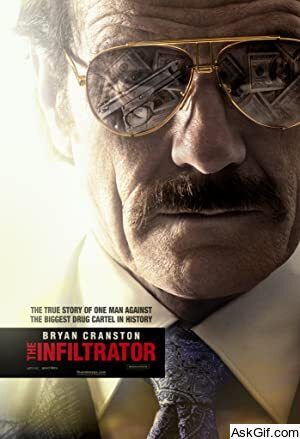 THE TRUE STORY OF ONE MAN AGAINST
THE BIGGEST DRUG CARTEL IN HISTORY
BRYAN CRANSTON
THE INFILTRATOR
AskGif.com